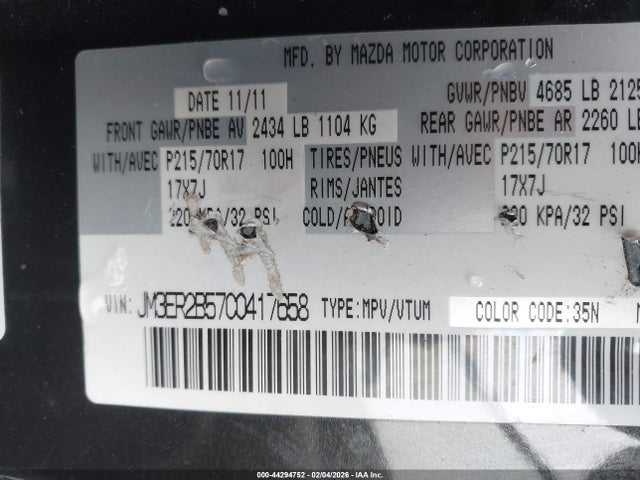 MFD. BY MAZDA MOTOR CORPORATION
DATE 11/11 GVWR/PNBV 4685 LB 2125
FRONT GAWR/PNBE AV 2434 LB 1104 KG REAR GAWR/PNBE AR 2260 LB
WITH/AVEC P215/70R17 100H TIRES/PNEUS WITH/AVEC P215/70R17 100H
17X7J RIMS/JANTES 17X7J
220 KPA/32 PSI COLD/ KPA/32 PSI
VIN: JM3ER2B57C0417658 TYPE:MPV/VTUM COLOR CODE:35N
000-44294752 — 02/04/2026 — IAA Inc.